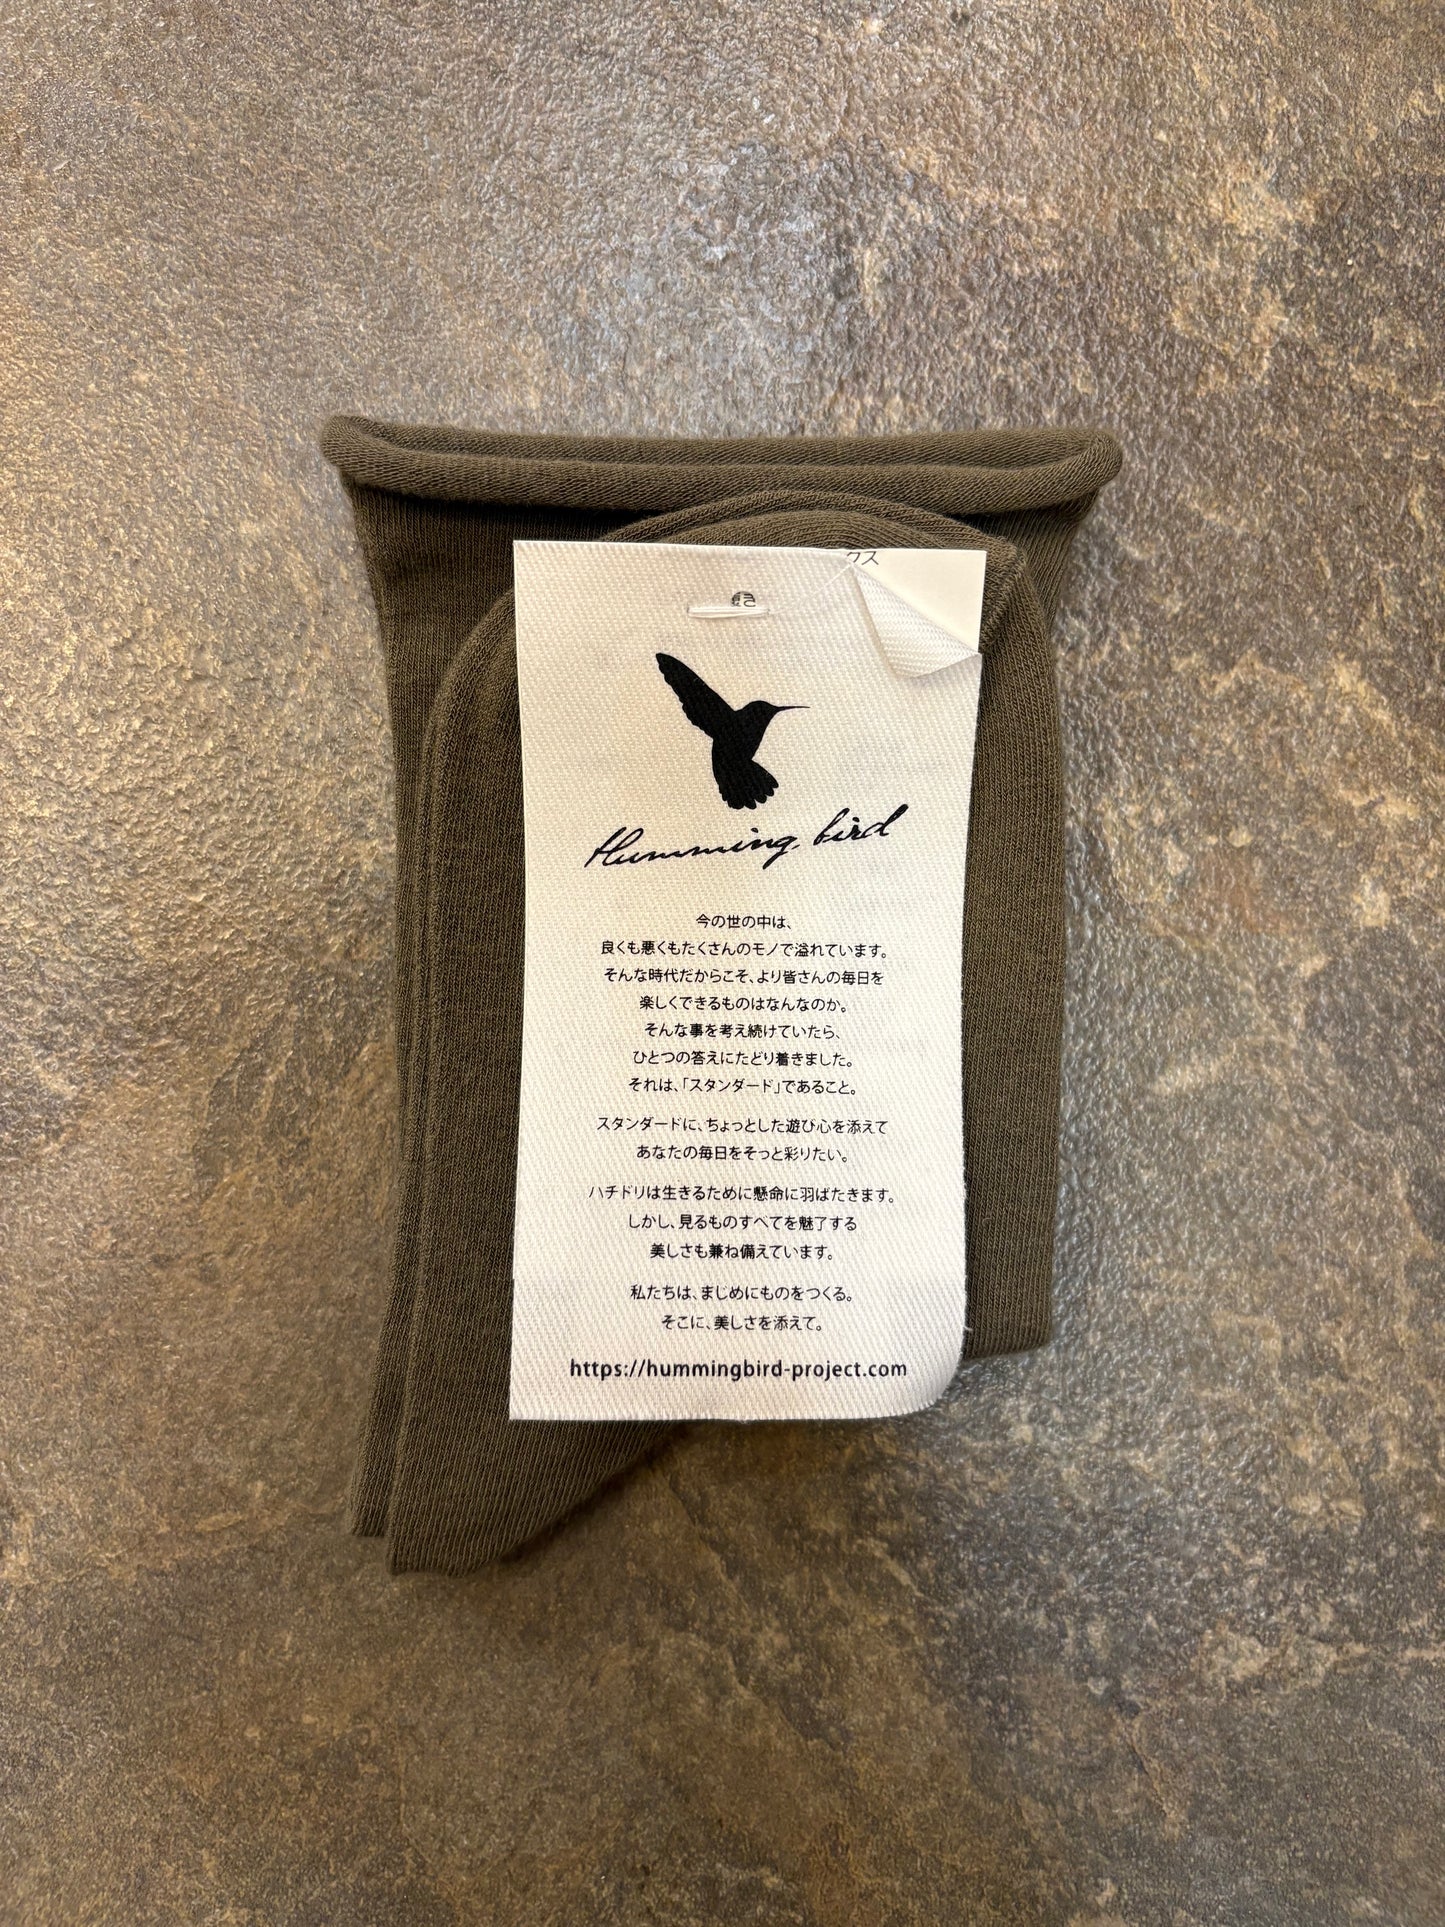 クス
Humming bird
今の世の中は、
良くも悪くもたくさんのモノで溢れています。
そんな時代だからこそ、より皆さんの毎日を
楽しくできるものはなんなのか。
そんな事を考え続けていたら、
ひとつの答えにたどり着きました。
それは、「スタンダード」であること。
スタンダードに、ちょっとした遊び心を添えて
あなたの毎日をそっと彩りたい。
ハチドリは生きるために懸命に羽ばたきます。
しかし、見るものすべてを魅了する
美しさも兼ね備えています。
私たちは、まじめにものをつくる。
そこに、美しさを添えて。
https://hummingbird-project.com